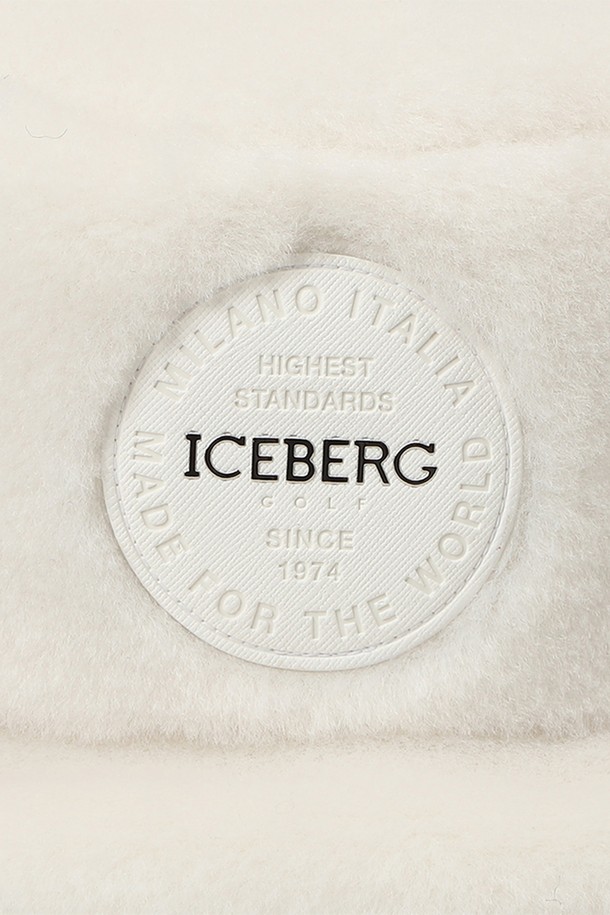 MILANO ITALIA
HIGHEST
STANDARDS
ICEBERG
GOLF
SINCE
1974
MADE FOR THE WORLD